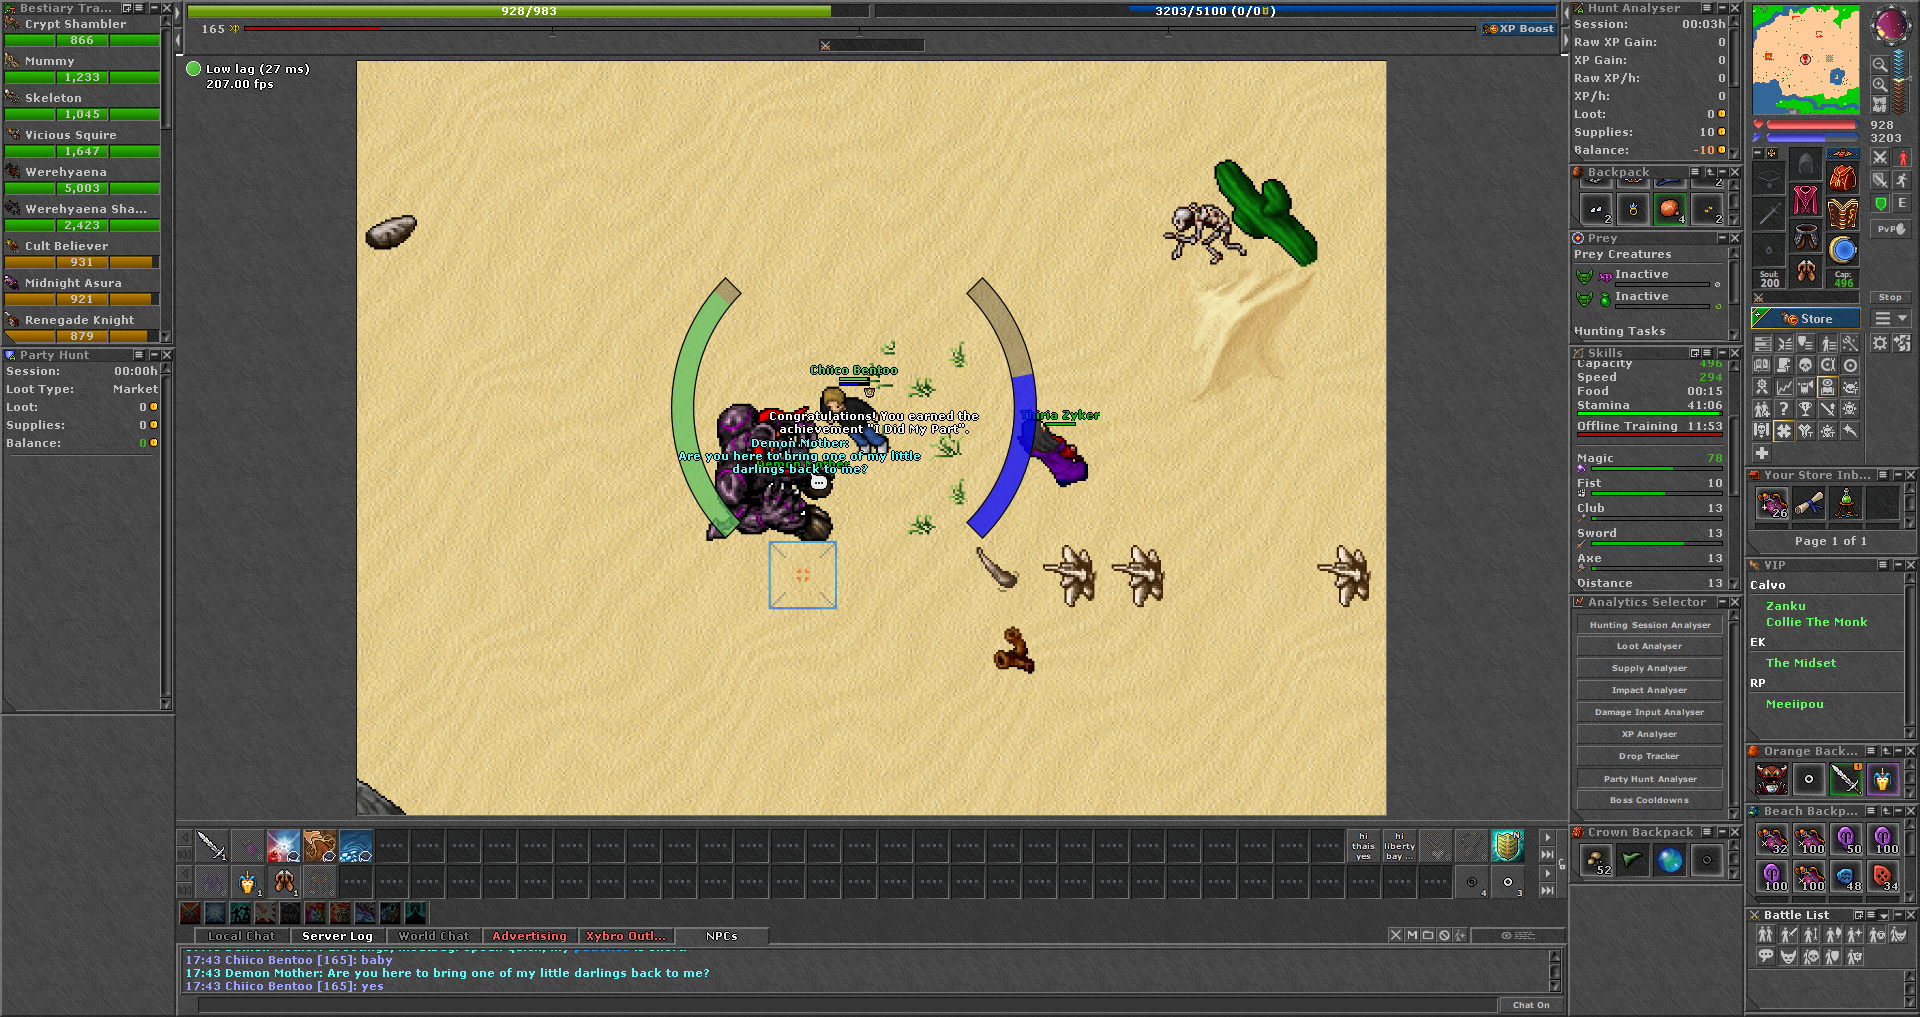 Bestiary Tra...
Crypt Shambler
866
Mummy
1,233
Skeleton
1,045
Vicious Squire
1,647
Werehyaena
5,003
Werehyaena Sha...
2,423
Cult Believer
931
Midnight Asura
921
Renegade Knight
879
Party Hunt
Session: 00:00h
Loot Type: Market
Loot: 0
Supplies: 0
Balance: 0
928/983
3203/5100 (0/0)
165 XP
XP Boost
Low lag (27 ms)
207.00 fps
Chiico Bentoo
Congratulations! You earned the
achievement "I Did My Part".
Thiria Zyker
Demon Mother:
Are you here to bring one of my little
darlings back to me?
Demon Mother
hi
thais
yes
hi
liberty
bay ...
Local Chat
Server Log
World Chat
Advertising
Xybro Outl...
NPCs
17:43 Chiico Bentoo [165]: baby
17:43 Demon Mother: Are you here to bring one of my little darlings back to me?
17:43 Chiico Bentoo [165]: yes
Chat On
Hunt Analyser
Session: 00:03h
Raw XP Gain: 0
XP Gain: 0
Raw XP/h: 0
XP/h: 0
Loot: 0
Supplies: 10
Balance: -10
Backpack
2
2
4
2
Prey
Prey Creatures
Inactive
Inactive
Hunting Tasks
Skills
Capacity 496
Speed 294
Food 00:15
Stamina 41:06
Offline Training 11:53
Magic 78
Fist 10
Club 13
Sword 13
Axe 13
Distance 13
Analytics Selector
Hunting Session Analyser
Loot Analyser
Supply Analyser
Impact Analyser
Damage Input Analyser
XP Analyser
Drop Tracker
Party Hunt Analyser
Boss Cooldowns
Crown Backpack
52
928
3203
E
PvP
Soul:
200
Cap:
496
Stop
Store
Your Store Inb...
26
Page 1 of 1
VIP
Calvo
Zanku
Collie The Monk
EK
The Midset
RP
Meeiipou
Orange Back...
Beach Backp...
32
100
50
100
100
100
48
34
Battle List